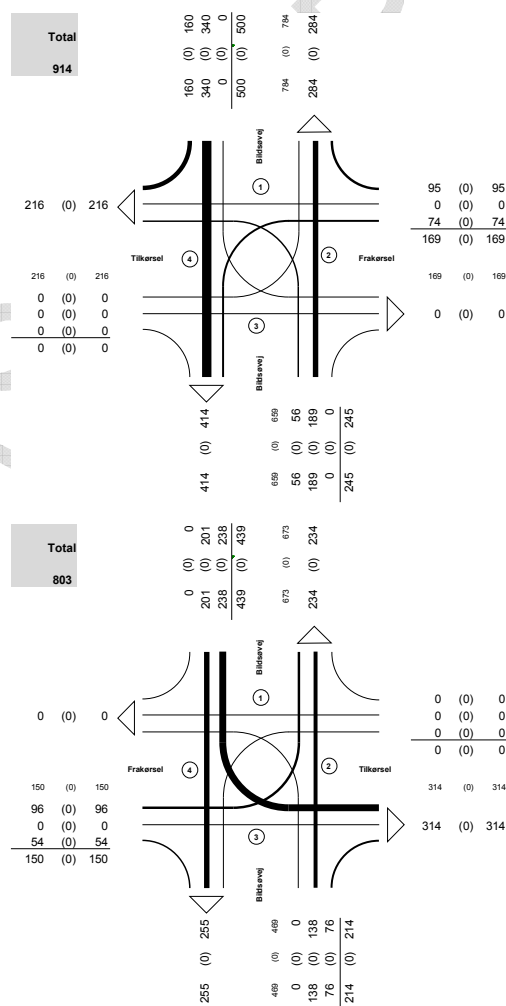 Total
914
160 (0) 160
340 (0) 340
0 (0) 0
500 (0) 500
784 (0) 784
284 (0) 284
Bildsøvej
1
216 (0) 216
95 (0) 95
0 (0) 0
74 (0) 74
169 (0) 169
Tilkørsel
4
2
Frakørsel
216 (0) 216
0 (0) 0
0 (0) 0
0 (0) 0
0 (0) 0
169 (0) 169
0 (0) 0
3
Bildsøvej
414 (0) 414
659 (0) 659
56 (0) 56
189 (0) 189
0 (0) 0
245 (0) 245
Total
803
0 (0) 0
201 (0) 201
238 (0) 238
439 (0) 439
673 (0) 673
234 (0) 234
Bildsøvej
1
0 (0) 0
0 (0) 0
0 (0) 0
0 (0) 0
0 (0) 0
Frakørsel
4
2
Tilkørsel
150 (0) 150
96 (0) 96
0 (0) 0
54 (0) 54
150 (0) 150
314 (0) 314
314 (0) 314
3
Bildsøvej
255 (0) 255
469 (0) 469
0 (0) 0
138 (0) 138
76 (0) 76
214 (0) 214